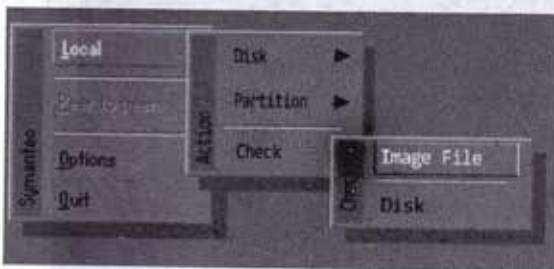 Symantec
Local
Options
Quit
Action
Disk
Partition
Check
Image File
Disk